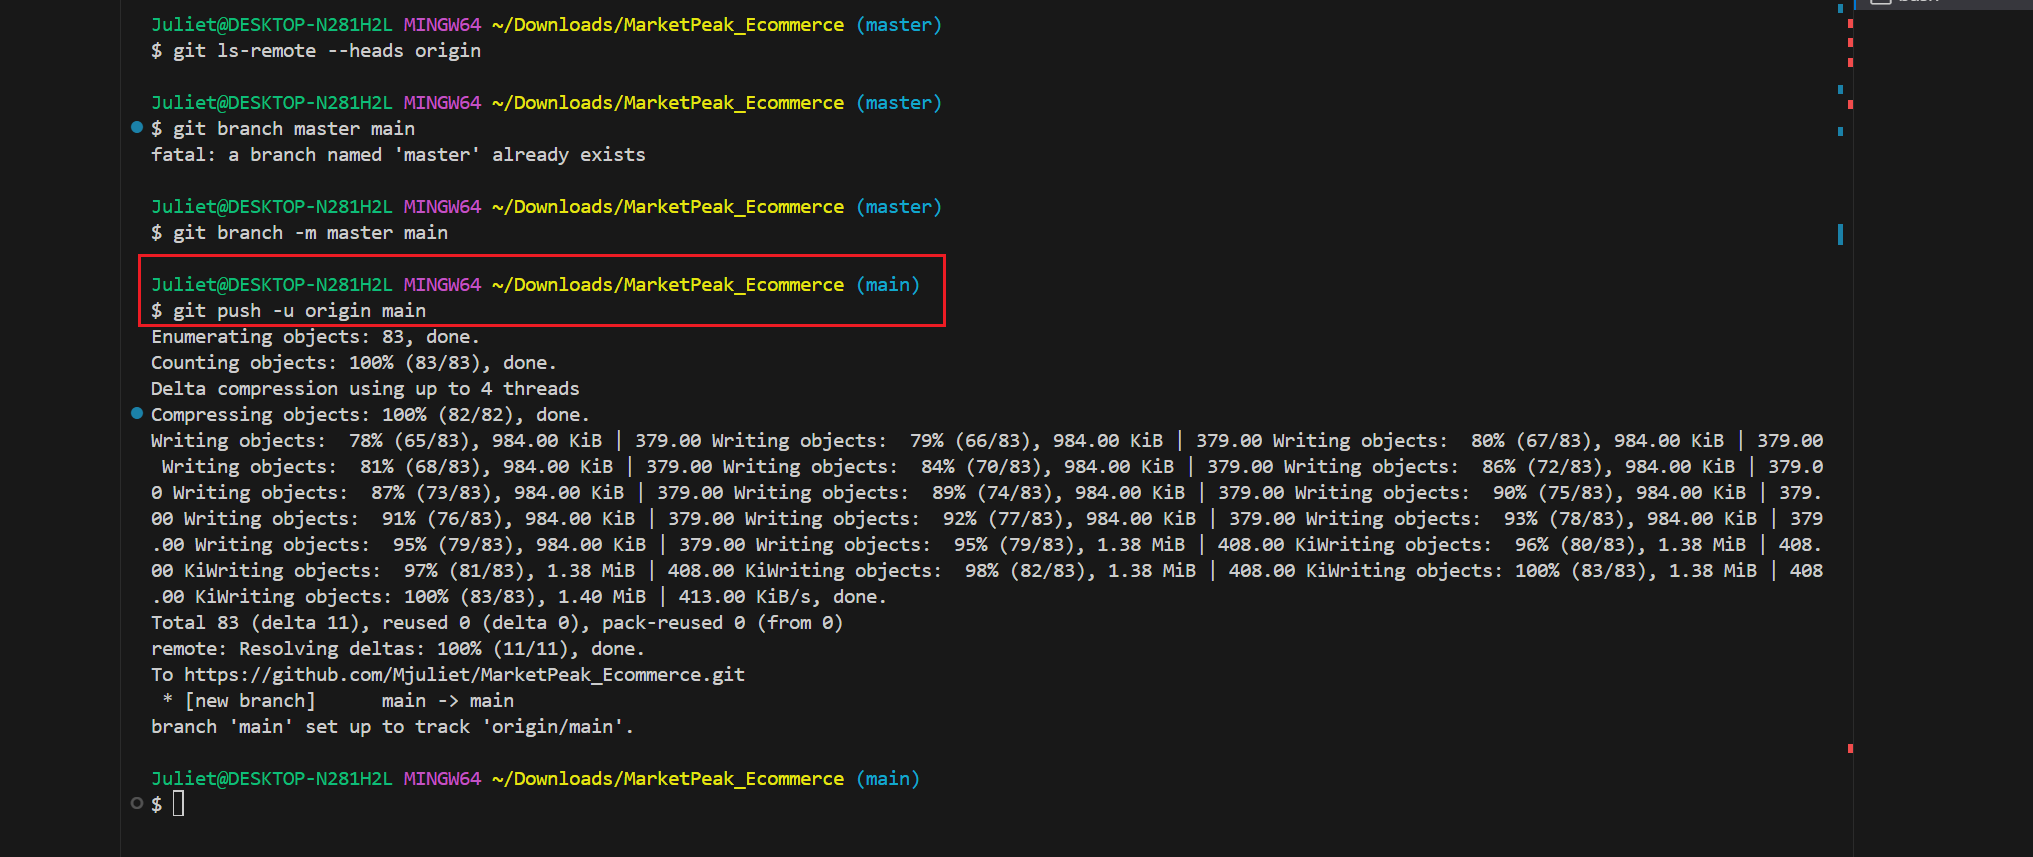 Juliet@DESKTOP-N281H2L MINGW64 ~/Downloads/MarketPeak_Ecommerce (master)
$ git ls-remote --heads origin
Juliet@DESKTOP-N281H2L MINGW64 ~/Downloads/MarketPeak_Ecommerce (master)
$ git branch master main
fatal: a branch named 'master' already exists
Juliet@DESKTOP-N281H2L MINGW64 ~/Downloads/MarketPeak_Ecommerce (master)
$ git branch -m master main
Juliet@DESKTOP-N281H2L MINGW64 ~/Downloads/MarketPeak_Ecommerce (main)
$ git push -u origin main
Enumerating objects: 83, done.
Counting objects: 100% (83/83), done.
Delta compression using up to 4 threads
Compressing objects: 100% (82/82), done.
Writing objects:  78% (65/83), 984.00 KiB | 379.00 Writing objects:  79% (66/83), 984.00 KiB | 379.00 Writing objects:  80% (67/83), 984.00 KiB | 379.00
 Writing objects:  81% (68/83), 984.00 KiB | 379.00 Writing objects:  84% (70/83), 984.00 KiB | 379.00 Writing objects:  86% (72/83), 984.00 KiB | 379.0
0 Writing objects:  87% (73/83), 984.00 KiB | 379.00 Writing objects:  89% (74/83), 984.00 KiB | 379.00 Writing objects:  90% (75/83), 984.00 KiB | 379.
00 Writing objects:  91% (76/83), 984.00 KiB | 379.00 Writing objects:  92% (77/83), 984.00 KiB | 379.00 Writing objects:  93% (78/83), 984.00 KiB | 379
.00 Writing objects:  95% (79/83), 984.00 KiB | 379.00 Writing objects:  95% (79/83), 1.38 MiB | 408.00 KiWriting objects:  96% (80/83), 1.38 MiB | 408.
00 KiWriting objects:  97% (81/83), 1.38 MiB | 408.00 KiWriting objects:  98% (82/83), 1.38 MiB | 408.00 KiWriting objects: 100% (83/83), 1.38 MiB | 408
.00 KiWriting objects: 100% (83/83), 1.40 MiB | 413.00 KiB/s, done.
Total 83 (delta 11), reused 0 (delta 0), pack-reused 0 (from 0)
remote: Resolving deltas: 100% (11/11), done.
To https://github.com/Mjuliet/MarketPeak_Ecommerce.git
 * [new branch]      main -> main
branch 'main' set up to track 'origin/main'.
Juliet@DESKTOP-N281H2L MINGW64 ~/Downloads/MarketPeak_Ecommerce (main)
$